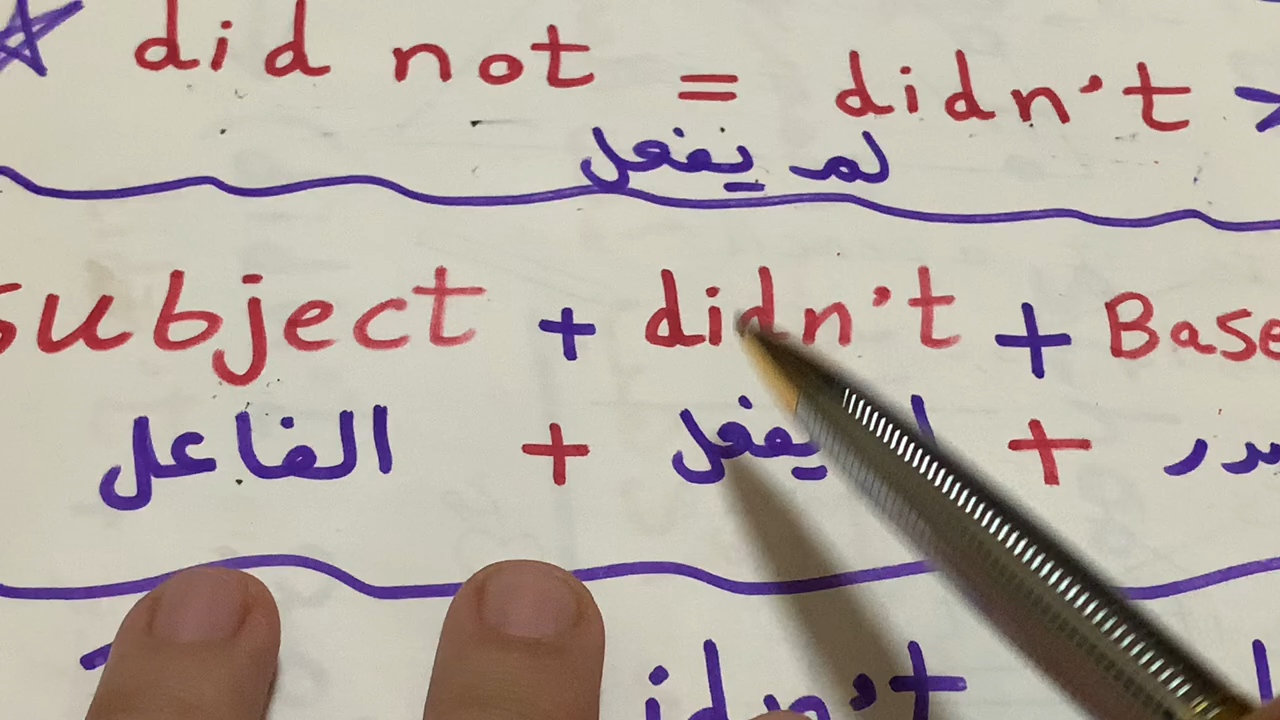 did not = didn't
لم يفعل
subject + didn't + Base
الفاعل + يفعل +